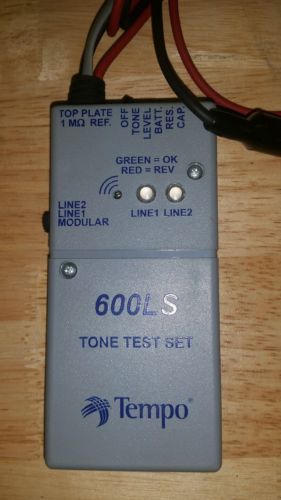 TOP PLATE
1 MΩ REF.
OFF
TONE
LEVEL
BATT.
RES.
CAP.
GREEN = OK
RED = REV
LINE2
LINE1
MODULAR
LINE1 LINE2
600LS
TONE TEST SET
Tempo®